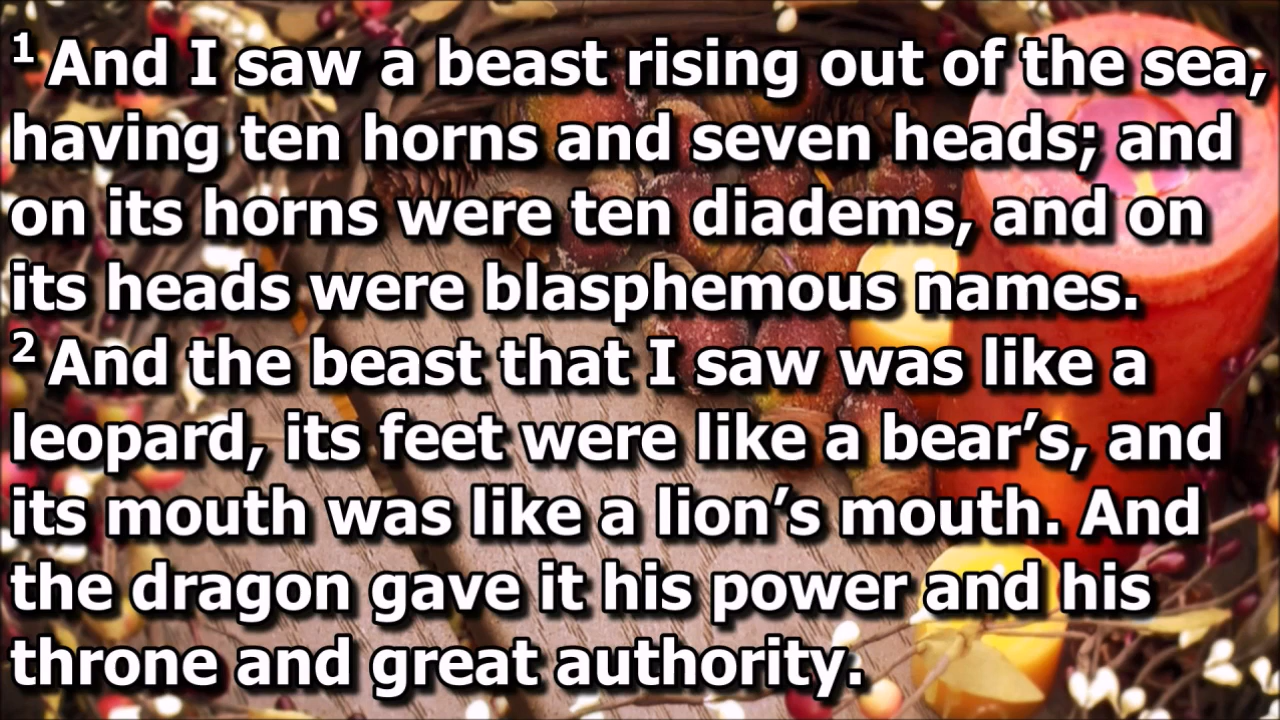 1 And I saw a beast rising out of the sea,
having ten horns and seven heads; and
on its horns were ten diadems, and on
its heads were blasphemous names.
2 And the beast that I saw was like a
leopard, its feet were like a bear’s, and
its mouth was like a lion’s mouth. And
the dragon gave it his power and his
throne and great authority.